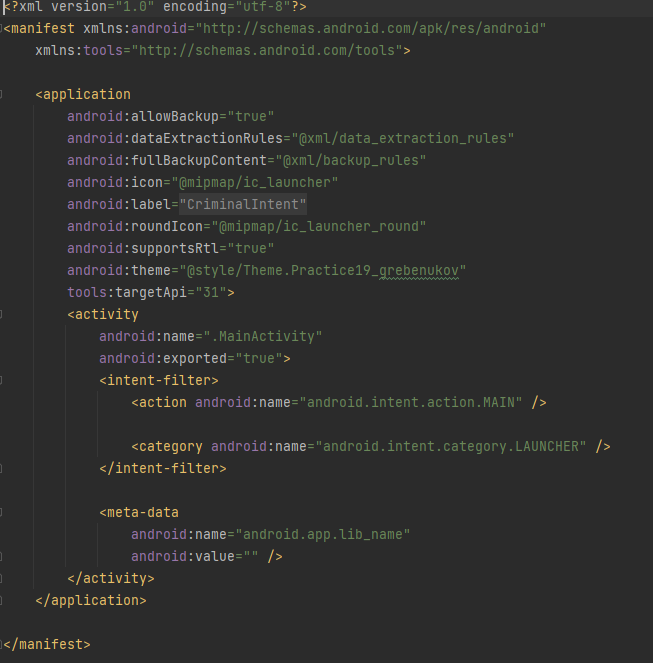 <?xml version="1.0" encoding="utf-8"?>
<manifest xmlns:android="http://schemas.android.com/apk/res/android"
    xmlns:tools="http://schemas.android.com/tools">

    <application
        android:allowBackup="true"
        android:dataExtractionRules="@xml/data_extraction_rules"
        android:fullBackupContent="@xml/backup_rules"
        android:icon="@mipmap/ic_launcher"
        android:label="CriminalIntent"
        android:roundIcon="@mipmap/ic_launcher_round"
        android:supportsRtl="true"
        android:theme="@style/Theme.Practice19_grebenukov"
        tools:targetApi="31">
        <activity
            android:name=".MainActivity"
            android:exported="true">
            <intent-filter>
                <action android:name="android.intent.action.MAIN" />

                <category android:name="android.intent.category.LAUNCHER" />
            </intent-filter>

            <meta-data
                android:name="android.app.lib_name"
                android:value="" />
        </activity>
    </application>

</manifest>